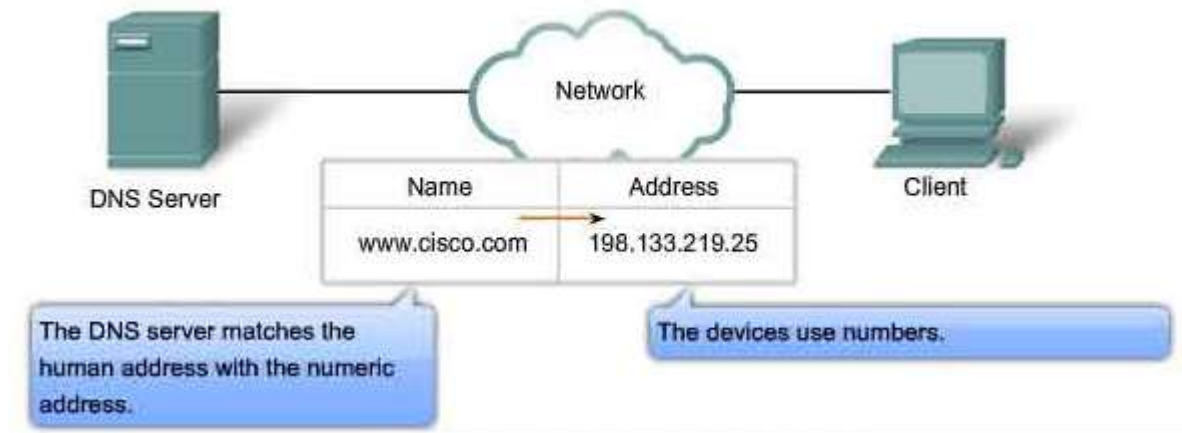 Network
DNS Server
Client
Name Address
www.cisco.com 198.133.219.25
The DNS server matches the
human address with the numeric
address.
The devices use numbers.